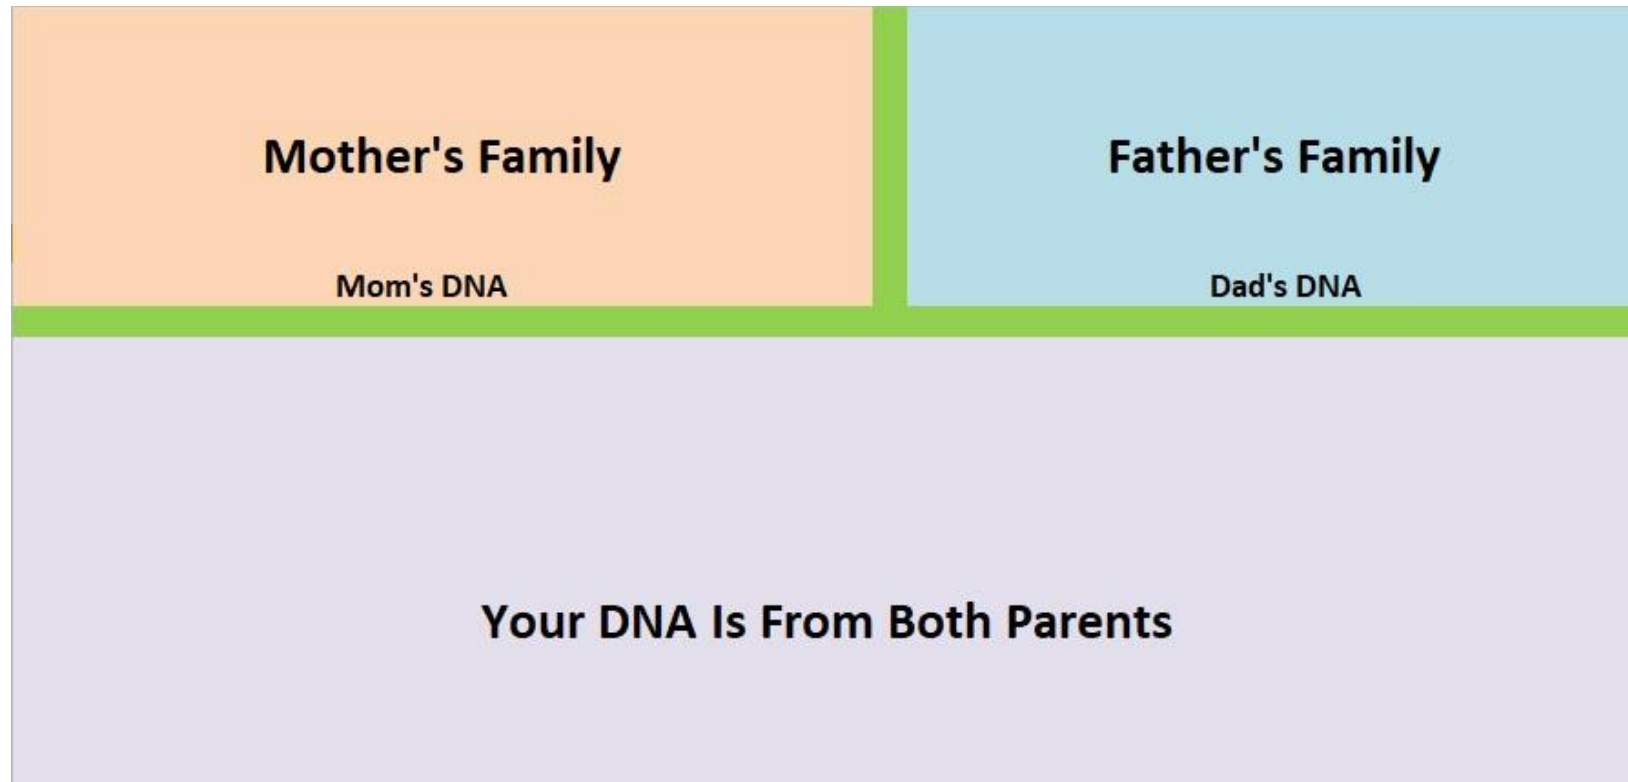 Mother's Family
Father's Family
Mom's DNA
Dad's DNA
Your DNA Is From Both Parents